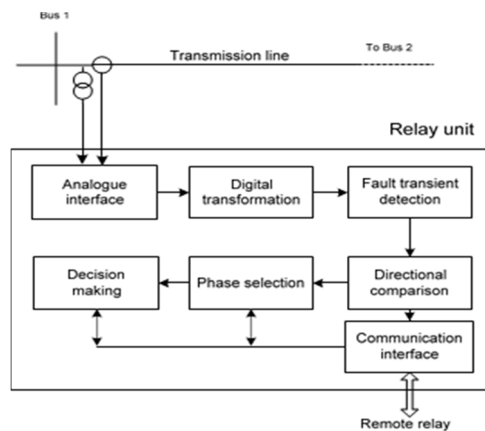 Bus 1
Transmission line
To Bus 2
Relay unit
Analogue
interface
Digital
transformation
Fault transient
detection
Decision
making
Phase selection
Directional
comparison
Communication
interface
Remote relay